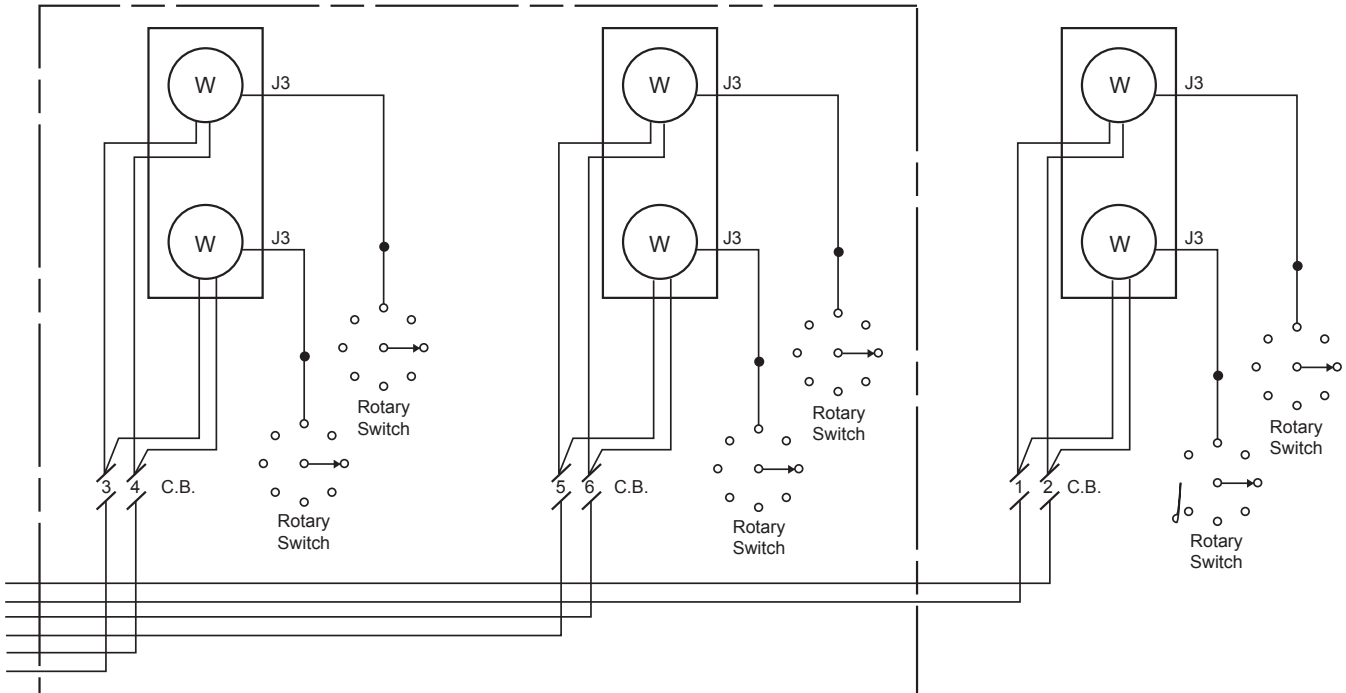 W J3
W J3
Rotary
Switch
3 4 C.B.
Rotary
Switch
W J3
W J3
Rotary
Switch
5 6 C.B.
Rotary
Switch
W J3
W J3
Rotary
Switch
1 2 C.B.
Rotary
Switch